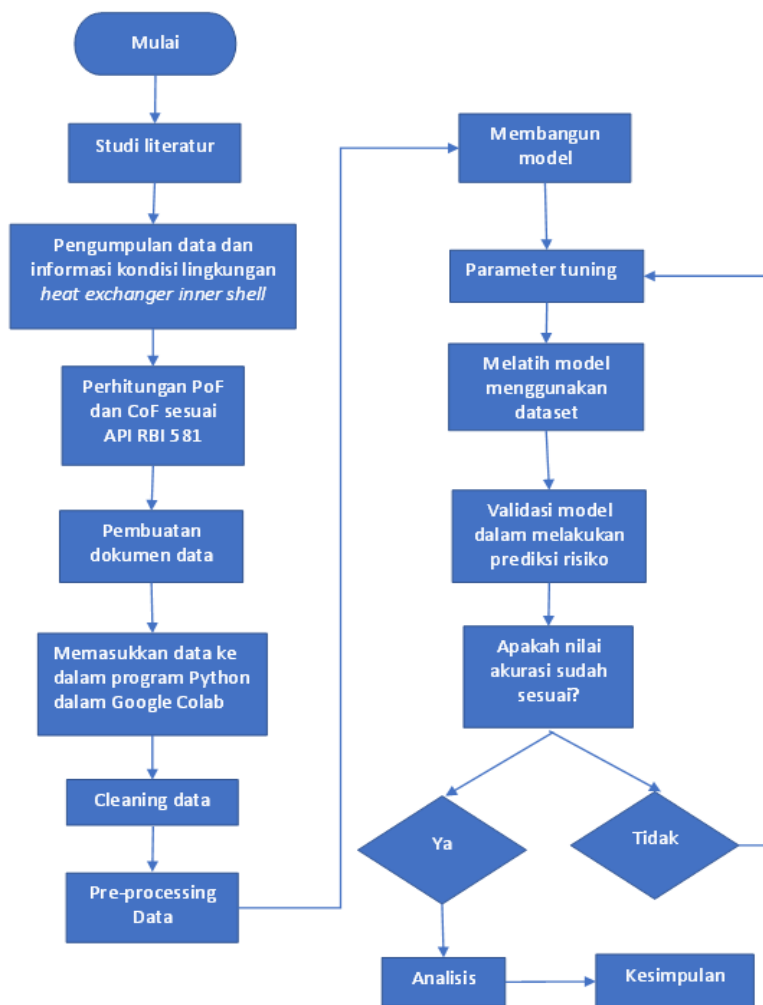 Mulai
Studi literatur
Pengumpulan data dan
informasi kondisi lingkungan
heat exchanger inner shell
Perhitungan PoF
dan CoF sesuai
API RBI 581
Pembuatan
dokumen data
Memasukkan data ke
dalam program Python
dalam Google Colab
Cleaning data
Pre-processing
Data
Membangun
model
Parameter tuning
Melatih model
menggunakan
dataset
Validasi model
dalam melakukan
prediksi risiko
Apakah nilai
akurasi sudah
sesuai?
Ya
Tidak
Analisis
Kesimpulan